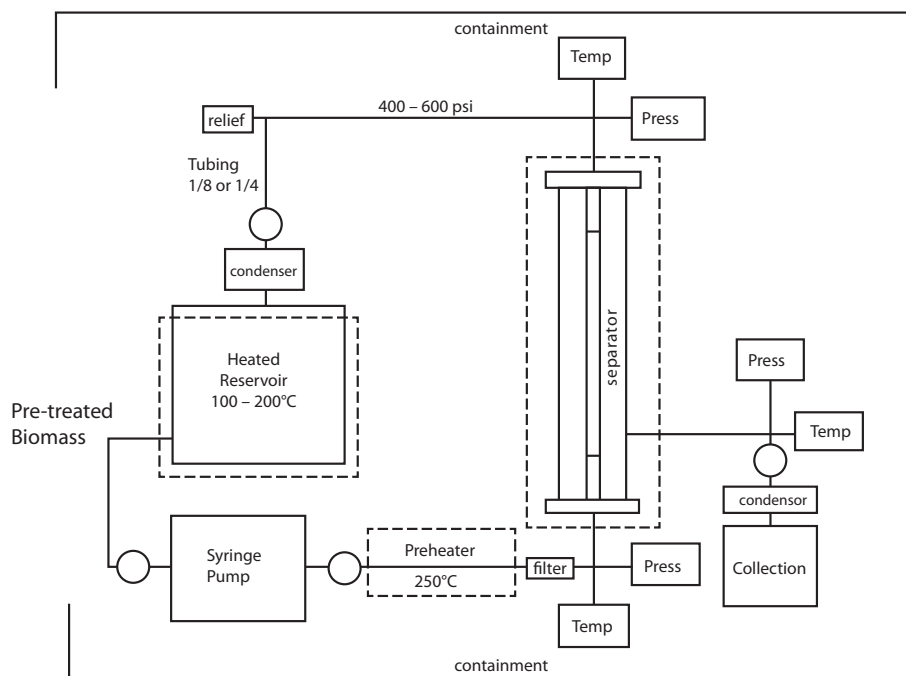 containment
Temp
400 – 600 psi
relief
Press
Tubing
1/8 or 1/4
condenser
Heated
Reservoir
100 – 200°C
separator
Press
Pre-treated
Biomass
Temp
condensor
Syringe
Pump
Preheater
250°C
filter
Press
Collection
Temp
containment